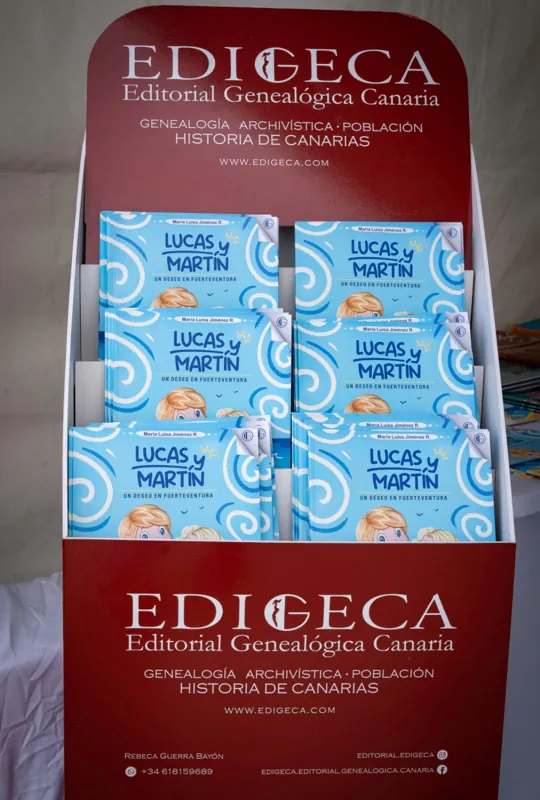 EDIGECA
Editorial Genealógica Canaria
GENEALOGÍA ARCHIVÍSTICA · POBLACIÓN
HISTORIA DE CANARIAS
WWW.EDIGECA.COM
María Luisa Jiménez R.
LUCAS y
MARTÍN
UN DESEO EN FUERTEVENTURA
María Luisa Jiménez R.
LUCAS y
MARTÍN
UN DESEO EN FUERTEVENTURA
María Luisa Jiménez R.
LUCAS y
MARTÍN
UN DESEO EN FUERTEVENTURA
María Luisa Jiménez R.
LUCAS y
MARTÍN
UN DESEO EN FUERTEVENTURA
María Luisa Jiménez R.
LUCAS y
MARTÍN
UN DESEO EN FUERTEVENTURA
María Luisa Jiménez R.
LUCAS y
MARTÍN
UN DESEO EN FUERTEVENTURA
EDIGECA
Editorial Genealógica Canaria
GENEALOGÍA ARCHIVÍSTICA · POBLACIÓN
HISTORIA DE CANARIAS
WWW.EDIGECA.COM
REBECA GUERRA BAYÓN
+34 618159689
EDITORIAL.EDIGECA
EDIGECA.EDITORIAL.GENEALOGICA.CANARIA